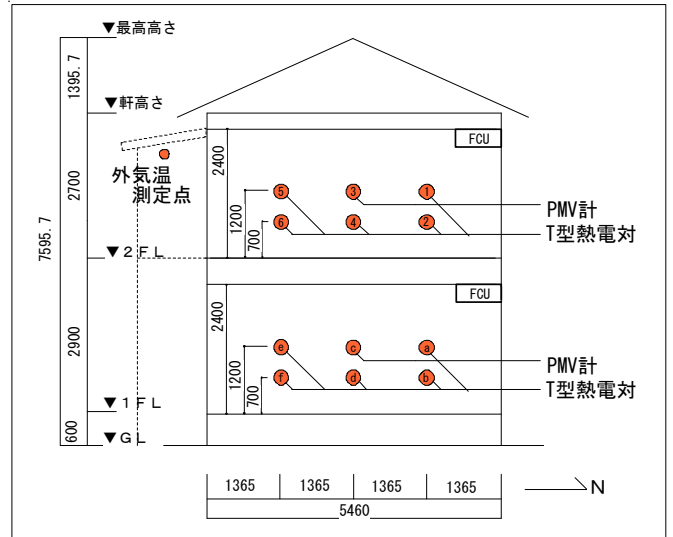 ▼最高高さ
1395.7
▼軒高さ
FCU
外気温
測定点
2700
2400
1200
700
⑤
③
①
⑥
④
②
PMV計
T型熱電対
7595.7
▼2FL
FCU
2900
2400
1200
700
ⓔ
ⓒ
ⓐ
ⓕ
ⓓ
ⓑ
PMV計
T型熱電対
▼1FL
600
▼GL
1365 1365 1365 1365
N
5460